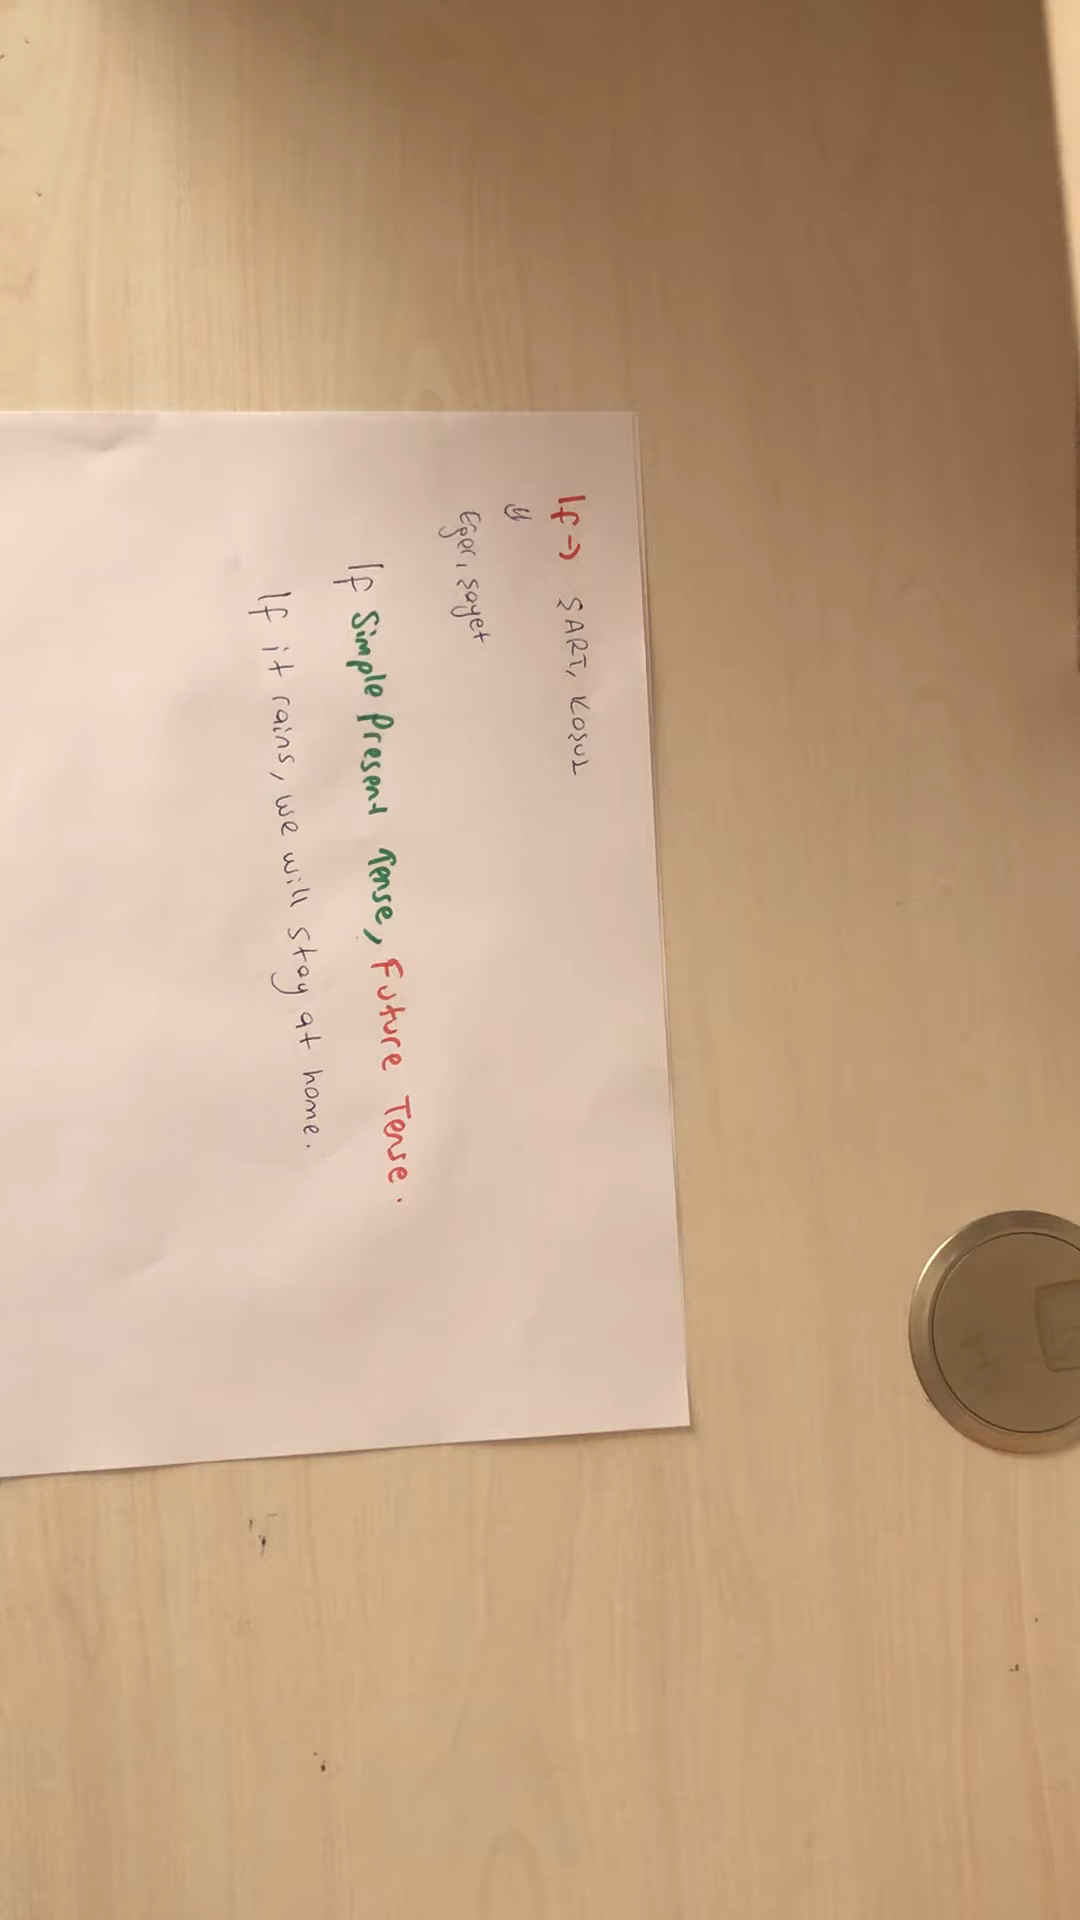 If → ŞART, KOŞUL
⇓
Eğer, şayet
If Simple Present Tense, Future Tense.
If it rains, we will stay at home.